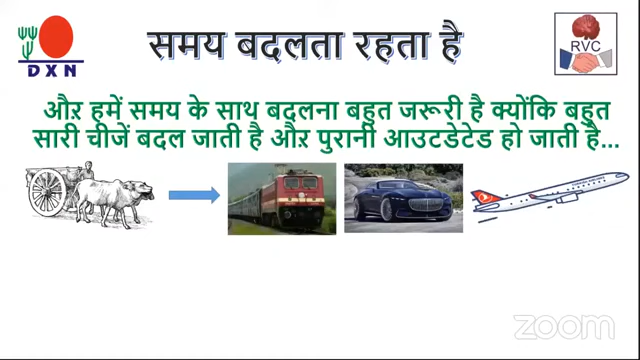 DXN
समय बदलता रहता है
RVC
और हमें समय के साथ बदलना बहुत जरूरी है क्योंकि बहुत
सारी चीजें बदल जाती है और पुरानी आउटडेटेड हो जाती है...
zoom